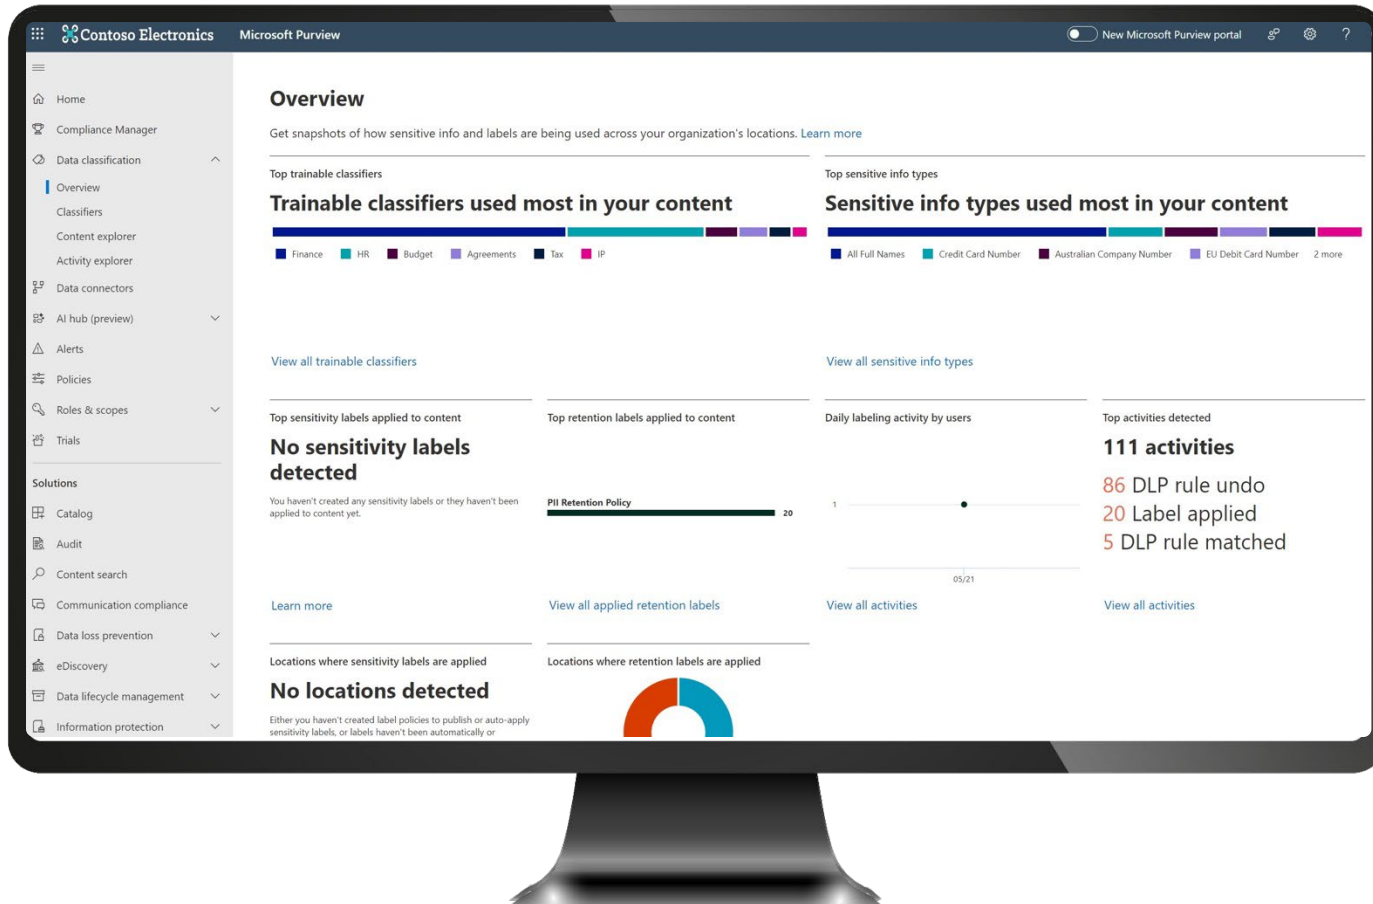 Contoso Electronics
Microsoft Purview
New Microsoft Purview portal
?
Home
Compliance Manager
Data classification
Overview
Classifiers
Content explorer
Activity explorer
Data connectors
AI hub (preview)
Alerts
Policies
Roles & scopes
Trials
Solutions
Catalog
Audit
Content search
Communication compliance
Data loss prevention
eDiscovery
Data lifecycle management
Information protection
Overview
Get snapshots of how sensitive info and labels are being used across your organization's locations. Learn more
Top trainable classifiers
Trainable classifiers used most in your content
Finance HR Budget Agreements Tax IP
View all trainable classifiers
Top sensitive info types
Sensitive info types used most in your content
All Full Names Credit Card Number Australian Company Number EU Debit Card Number 2 more
View all sensitive info types
Top sensitivity labels applied to content
No sensitivity labels
detected
You haven't created any sensitivity labels or they haven't been
applied to content yet.
Learn more
Top retention labels applied to content
PII Retention Policy
20
View all applied retention labels
Daily labeling activity by users
1
05/21
View all activities
Top activities detected
111 activities
86 DLP rule undo
20 Label applied
5 DLP rule matched
View all activities
Locations where sensitivity labels are applied
No locations detected
Either you haven't created label policies to publish or auto-apply
sensitivity labels, or labels haven't been automatically or
Locations where retention labels are applied